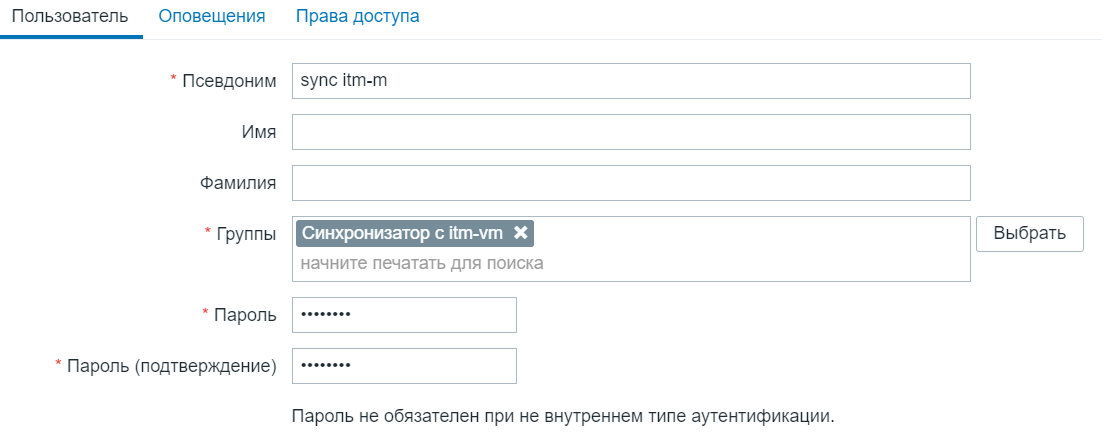 Пользователь Оповещения Права доступа
* Псевдоним sync itm-m
Имя
Фамилия
* Группы Синхронизатор с itm-vm ✖ Выбрать
начните печатать для поиска
* Пароль ••••••••
* Пароль (подтверждение) ••••••••
Пароль не обязателен при не внутреннем типе аутентификации.